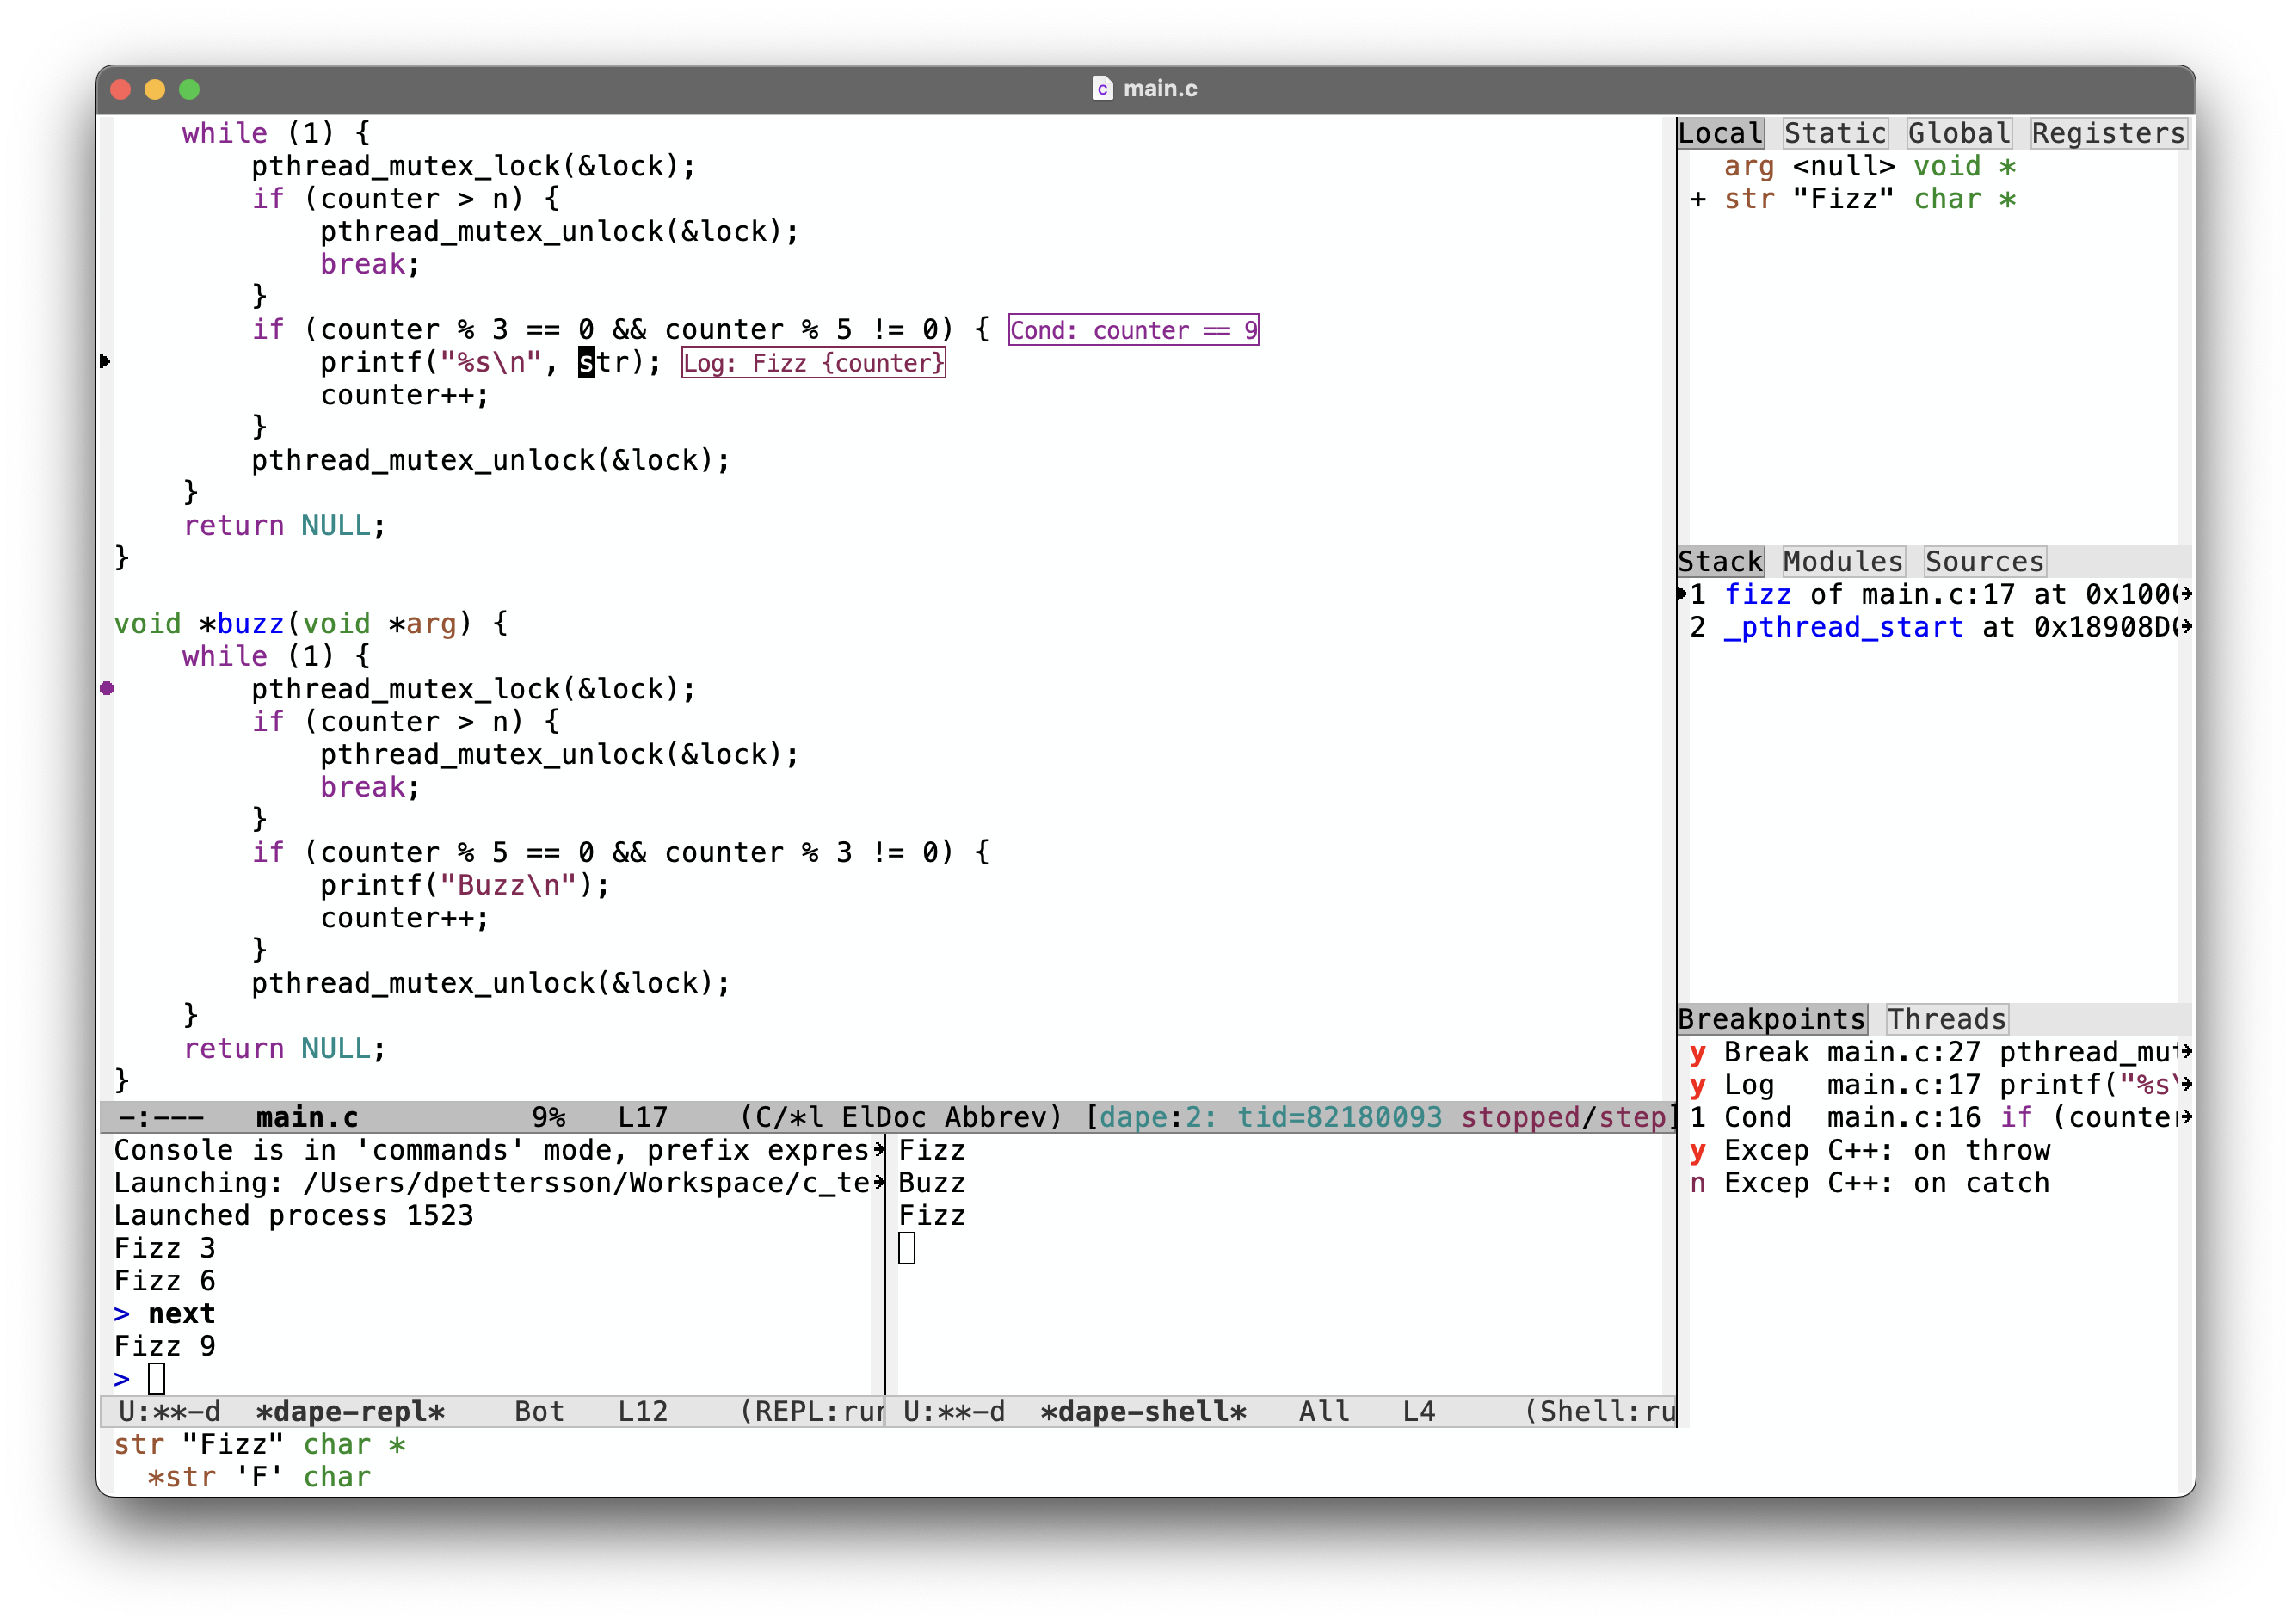 main.c
while (1) {
pthread_mutex_lock(&lock);
if (counter > n) {
pthread_mutex_unlock(&lock);
break;
}
if (counter % 3 == 0 && counter % 5 != 0) { Cond: counter == 9
printf("%s\n", str); Log: Fizz {counter}
counter++;
}
pthread_mutex_unlock(&lock);
}
return NULL;
}
void *buzz(void *arg) {
while (1) {
pthread_mutex_lock(&lock);
if (counter > n) {
pthread_mutex_unlock(&lock);
break;
}
if (counter % 5 == 0 && counter % 3 != 0) {
printf("Buzz\n");
counter++;
}
pthread_mutex_unlock(&lock);
}
return NULL;
}
-:--- main.c 9% L17 (C/*l ElDoc Abbrev) [dape:2: tid=82180093 stopped/step]
Console is in 'commands' mode, prefix expres
Launching: /Users/dpettersson/Workspace/c_te
Launched process 1523
Fizz 3
Fizz 6
> next
Fizz 9
>
U:**-d *dape-repl* Bot L12 (REPL:run
Fizz
Buzz
Fizz
U:**-d *dape-shell* All L4 (Shell:ru
str "Fizz" char *
*str 'F' char
Local Static Global Registers
arg <null> void *
+ str "Fizz" char *
Stack Modules Sources
1 fizz of main.c:17 at 0x100
2 _pthread_start at 0x18908D
Breakpoints Threads
y Break main.c:27 pthread_mut
y Log main.c:17 printf("%s\
1 Cond main.c:16 if (counter
y Excep C++: on throw
n Excep C++: on catch